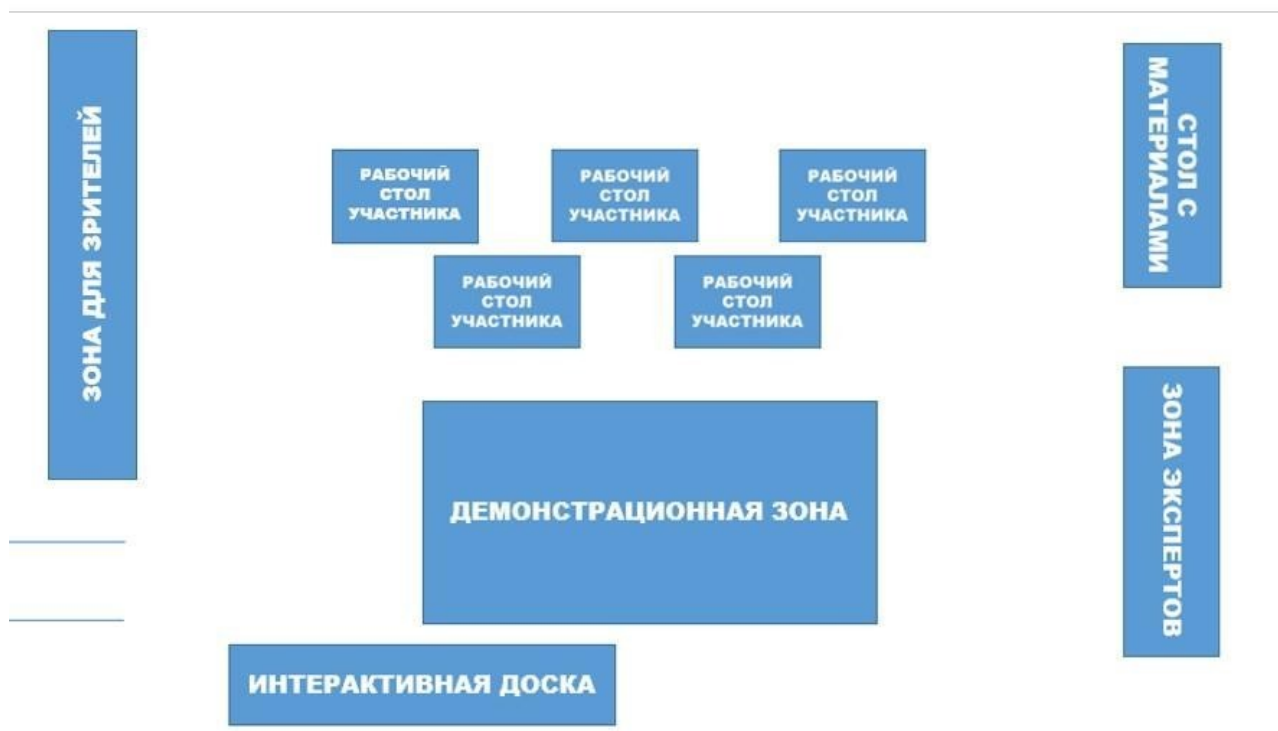 ЗОНА ДЛЯ ЗРИТЕЛЕЙ
РАБОЧИЙ
СТОЛ
УЧАСТНИКА
РАБОЧИЙ
СТОЛ
УЧАСТНИКА
РАБОЧИЙ
СТОЛ
УЧАСТНИКА
СТОЛ С
МАТЕРИАЛАМИ
РАБОЧИЙ
СТОЛ
УЧАСТНИКА
РАБОЧИЙ
СТОЛ
УЧАСТНИКА
ДЕМОНСТРАЦИОННАЯ ЗОНА
ЗОНА ЭКСПЕРТОВ
ИНТЕРАКТИВНАЯ ДОСКА